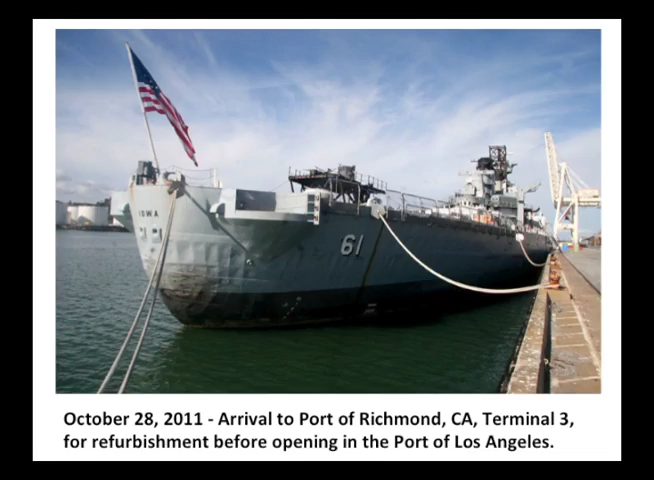 IOWA
61
October 28, 2011 - Arrival to Port of Richmond, CA, Terminal 3,
for refurbishment before opening in the Port of Los Angeles.